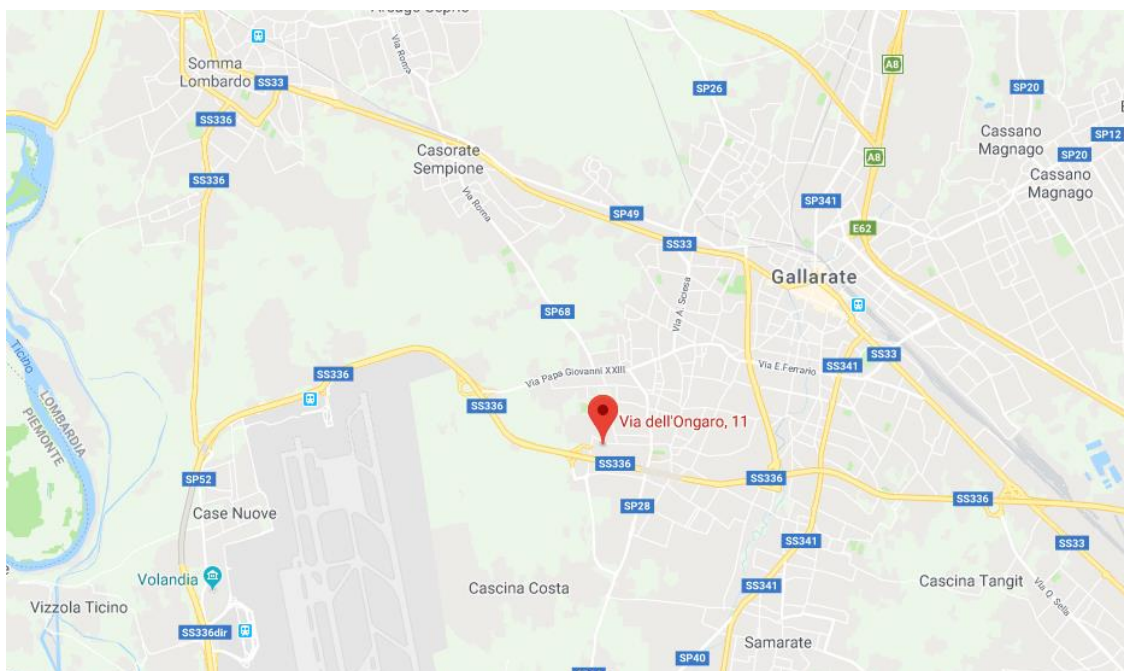 Somma
Lombardo
SS33
SS336
SS336
Via Roma
Casorate
Sempione
Via Roma
SP26
A8
SP20
SP12
Cassano
Magnago
SP20
Cassano
Magnago
A8
SP341
E62
SP49
SS33
Gallarate
Via A. Sciesa
SP68
SS33
SS341
Via E.Ferrario
Via Papa Giovanni XXIII
SS336
SS336
Ticino
LOMBARDIA
PIEMONTE
Via dell'Ongaro, 11
SS336
SS336
SS336
SP52
Case Nuove
SP28
SS341
SS33
Volandia
Cascina Costa
SS341
Cascina Tangit
Via Q. Sella
Vizzola Ticino
SS336dir
Samarate
SP40